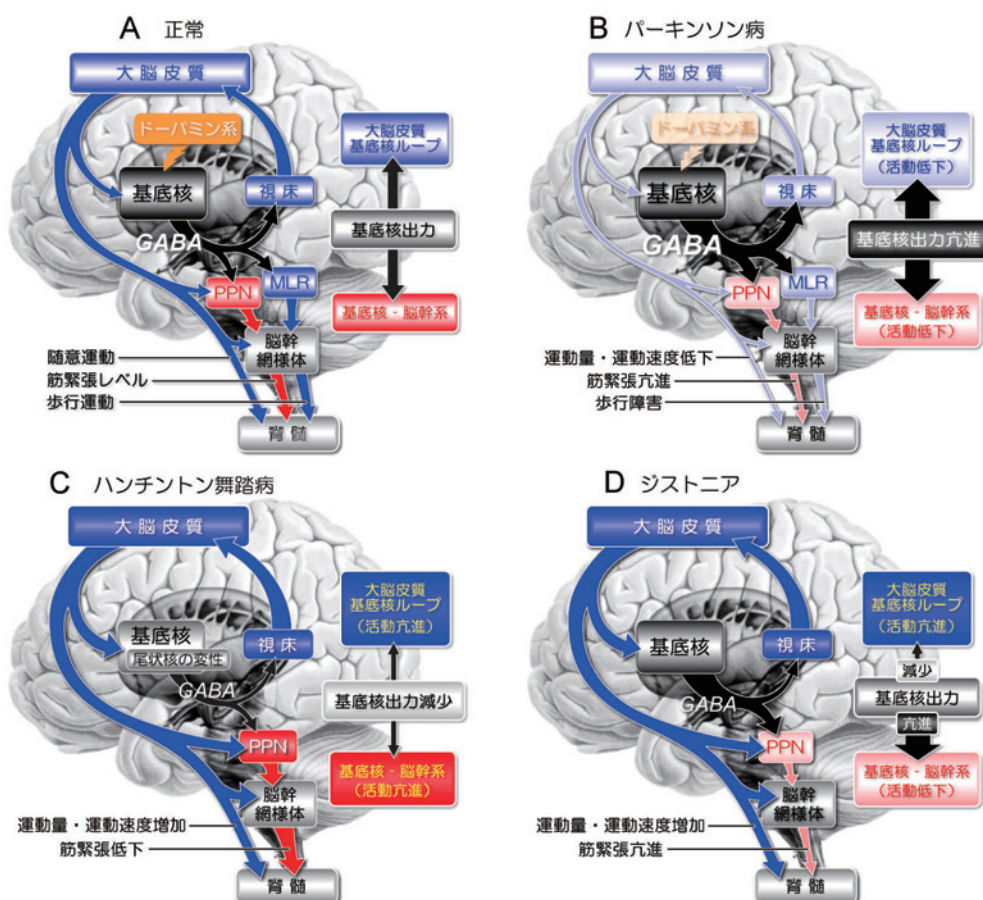 A 正常
大脳皮質
ドーパミン系
基底核
視床
GABA
PPN
MLR
脳幹
網様体
随意運動
筋緊張レベル
歩行運動
脊髄
大脳皮質
基底核ループ
基底核出力
基底核 - 脳幹系
B パーキンソン病
大脳皮質
ドーパミン系
基底核
視床
GABA
PPN
MLR
脳幹
網様体
運動量・運動速度低下
筋緊張亢進
歩行障害
脊髄
大脳皮質
基底核ループ
（活動低下）
基底核出力亢進
基底核 - 脳幹系
（活動低下）
C ハンチントン舞踏病
大脳皮質
基底核
尾状核の変性
視床
GABA
PPN
脳幹
網様体
運動量・運動速度増加
筋緊張低下
脊髄
大脳皮質
基底核ループ
（活動亢進）
基底核出力減少
基底核 - 脳幹系
（活動亢進）
D ジストニア
大脳皮質
基底核
視床
GABA
PPN
脳幹
網様体
運動量・運動速度増加
筋緊張亢進
脊髄
大脳皮質
基底核ループ
（活動亢進）
減少
基底核出力
亢進
基底核 - 脳幹系
（活動低下）